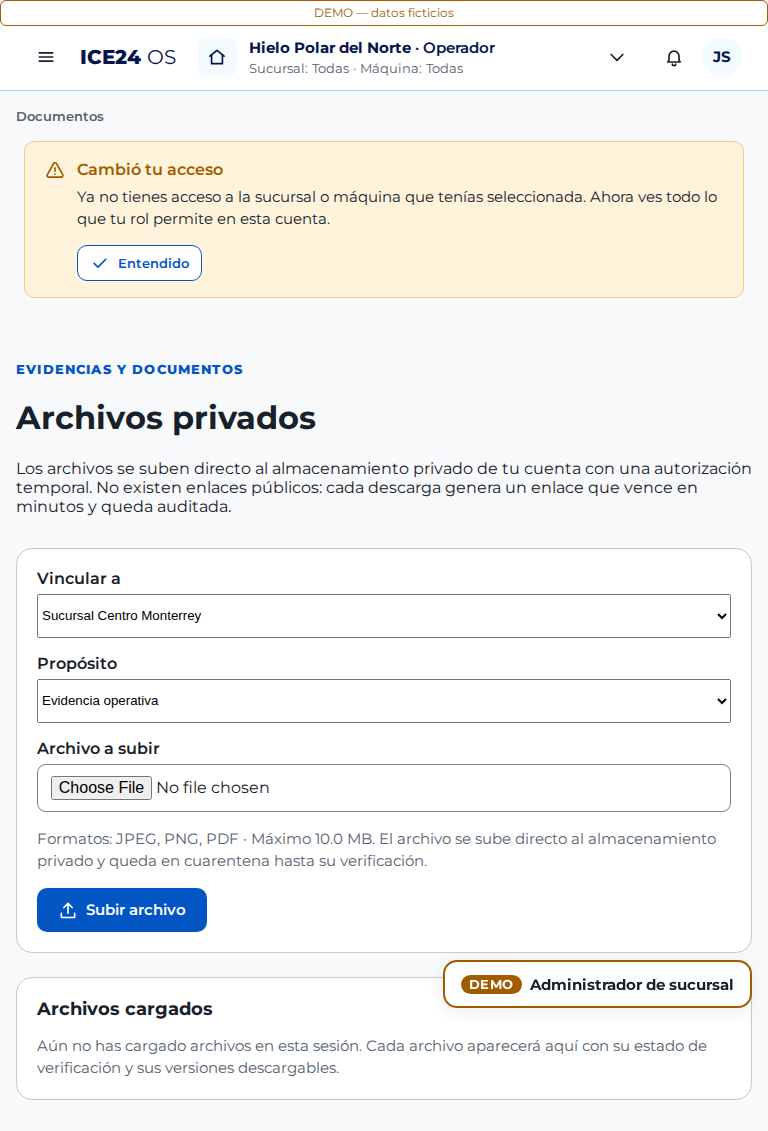 DEMO — datos ficticios
ICE24 OS
Hielo Polar del Norte · Operador
Sucursal: Todas · Máquina: Todas
JS
Documentos
Cambió tu acceso
Ya no tienes acceso a la sucursal o máquina que tenías seleccionada. Ahora ves todo lo
que tu rol permite en esta cuenta.
Entendido
EVIDENCIAS Y DOCUMENTOS
Archivos privados
Los archivos se suben directo al almacenamiento privado de tu cuenta con una autorización
temporal. No existen enlaces públicos: cada descarga genera un enlace que vence en
minutos y queda auditada.
Vincular a
Sucursal Centro Monterrey
Propósito
Evidencia operativa
Archivo a subir
Choose File No file chosen
Formatos: JPEG, PNG, PDF · Máximo 10.0 MB. El archivo se sube directo al almacenamiento
privado y queda en cuarentena hasta su verificación.
Subir archivo
DEMO Administrador de sucursal
Archivos cargados
Aún no has cargado archivos en esta sesión. Cada archivo aparecerá aquí con su estado de
verificación y sus versiones descargables.